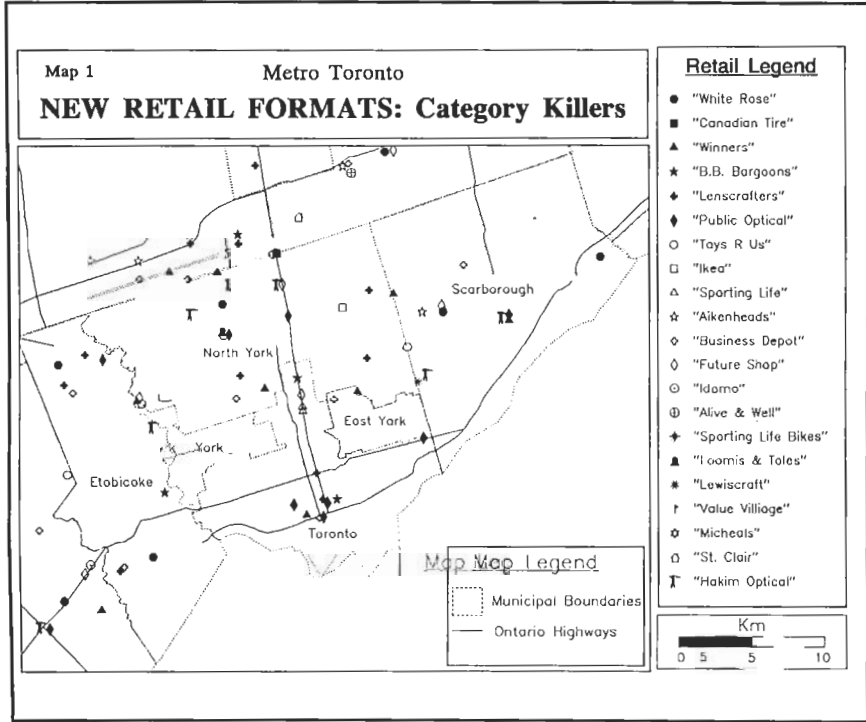 Map 1
Metro Toronto
NEW RETAIL FORMATS: Category Killers
Scarborough
North York
East York
York
Etobicoke
Toronto
Map Map Legend
Municipal Boundaries
Ontario Highways
Retail Legend
"White Rose"
"Canadian Tire"
"Winners"
"B.B. Bargoons"
"Lenscrafters"
"Public Optical"
"Toys R Us"
"Ikea"
"Sporting Life"
"Aikenheads"
"Business Depot"
"Future Shop"
"Idomo"
"Alive & Well"
"Sporting Life Bikes"
"Loomis & Toles"
"Lewiscraft"
"Value Villioge"
"Micheals"
"St. Clair"
"Hakim Optical"
Km
0 5 5 10